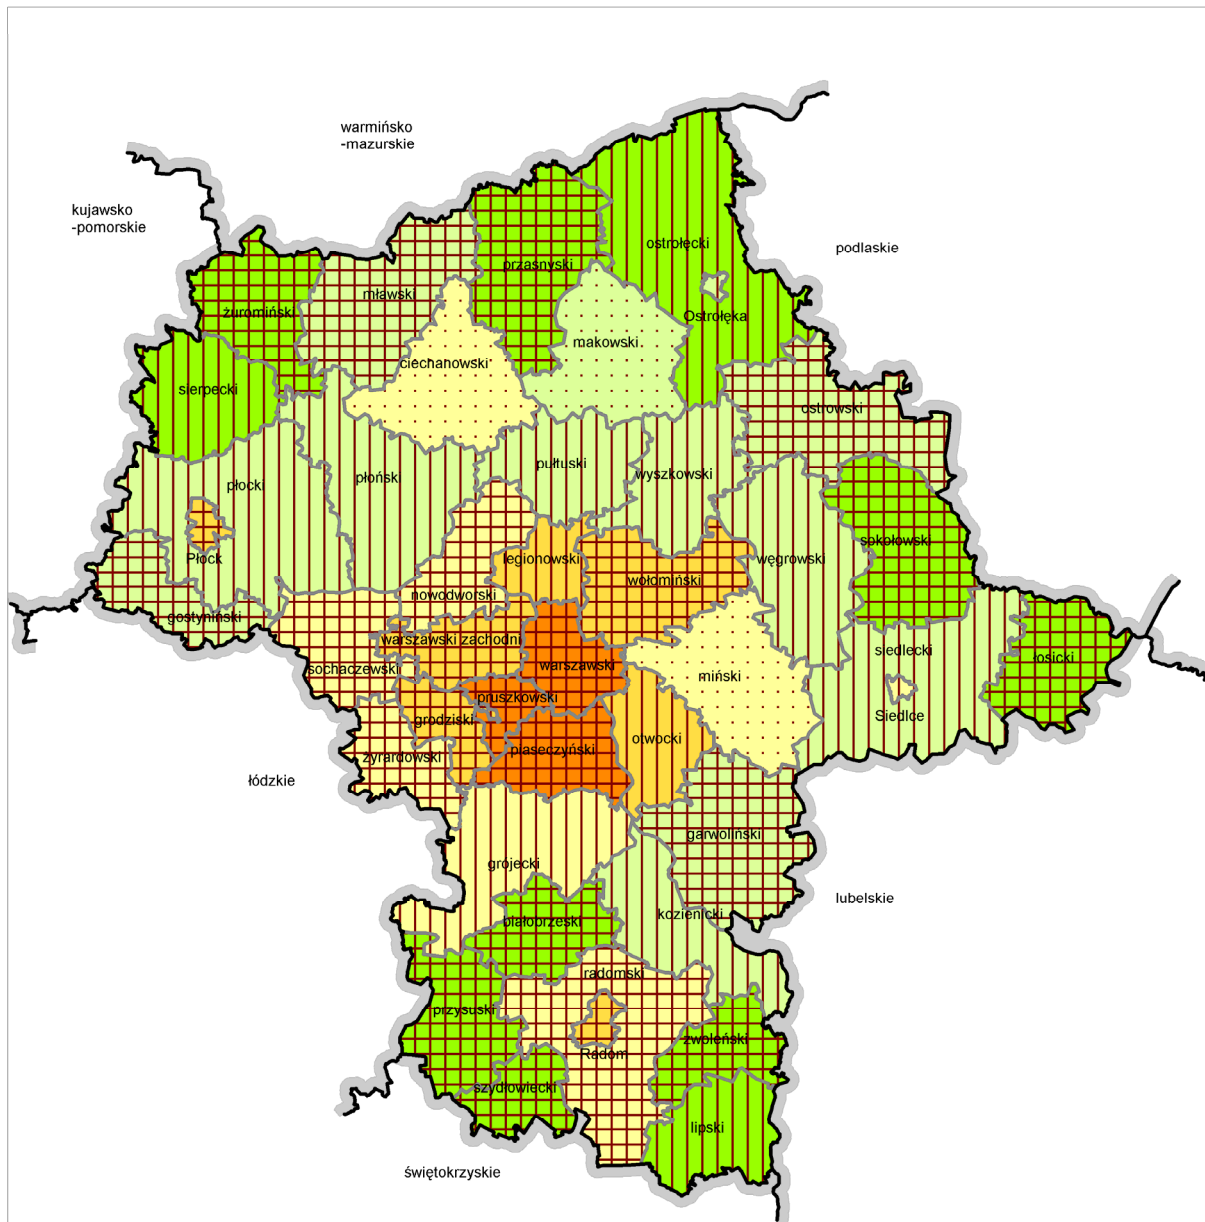 warmińsko
-mazurskie
kujawsko
-pomorskie
ostrołęcki
podlaskie
przasnyski
mławski
żuromiński
Ostrołęka
makowski
ciechanowski
sierpecki
ostrowski
pułtuski
wyszkowski
płocki
płoński
sokołowski
Płock
legionowski
węgrowski
wołomiński
nowodworski
gostyniński
warszawski zachodni
siedlecki
łosicki
warszawski
sochaczewski
miński
pruszkowski
Siedlce
grodziski
otwocki
piaseczyński
żyrardowski
łódzkie
garwoliński
grójecki
lubelskie
kozienicki
białobrzeski
radomski
przysuski
zwoleński
Radom
szydłowiecki
lipski
świętokrzyskie